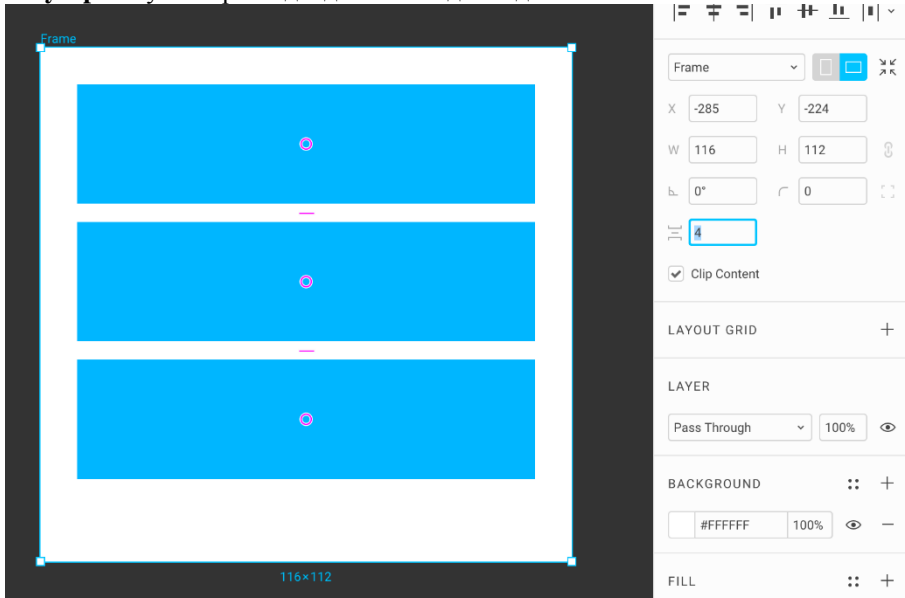 Frame
Frame
X -285 Y -224
W 116 H 112
0° 0
4
Clip Content
LAYOUT GRID
LAYER
Pass Through 100%
BACKGROUND
#FFFFFF 100%
116×112
FILL